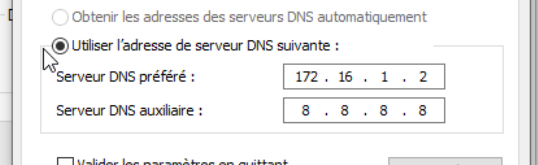 Obtenir les adresses des serveurs DNS automatiquement
Utiliser l'adresse de serveur DNS suivante :
Serveur DNS préféré : 172 . 16 . 1 . 2
Serveur DNS auxiliaire : 8 . 8 . 8 . 8
Valider les paramètres en quittant